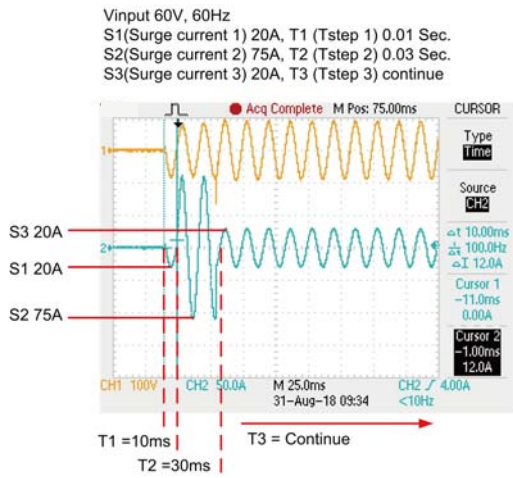 Vinput 60V, 60Hz
S1(Surge current 1) 20A, T1 (Tstep 1) 0.01 Sec.
S2(Surge current 2) 75A, T2 (Tstep 2) 0.03 Sec.
S3(Surge current 3) 20A, T3 (Tstep 3) continue
Acq Complete M Pos: 75.00ms CURSOR
Type
Time
Source
CH2
Δt 10.00ms
1/Δt 100.0Hz
ΔI 12.0A
Cursor 1
-11.0ms
0.00A
Cursor 2
-1.00ms
12.0A
1
2
S3 20A
S1 20A
S2 75A
CH1 100V CH2 50.0A M 25.0ms CH2 / 4.00A
31-Aug-18 09:34 <10Hz
T1 =10ms
T3 = Continue
T2 =30ms